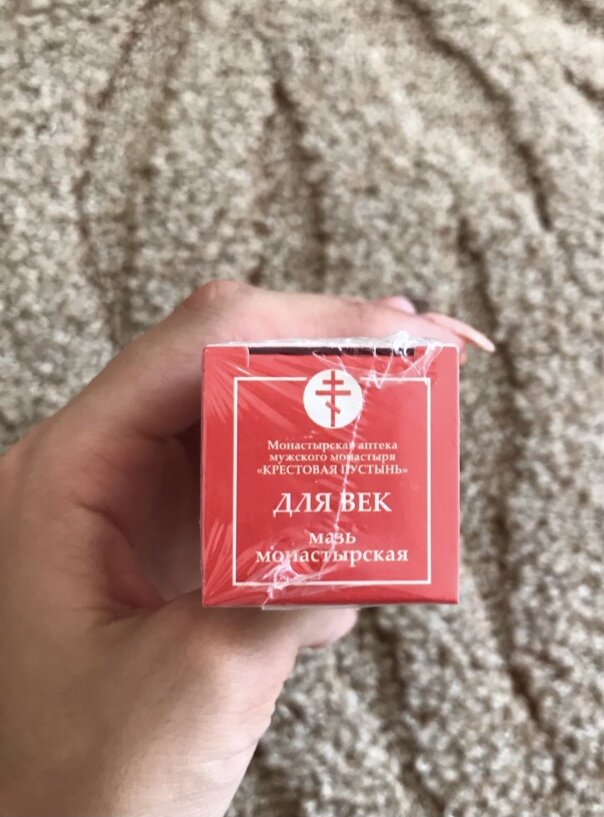 Монастырская аптека
мужского монастыря
«КРЕСТОВАЯ ПУСТЫНЬ»
ДЛЯ ВЕК
мазь
монастырская